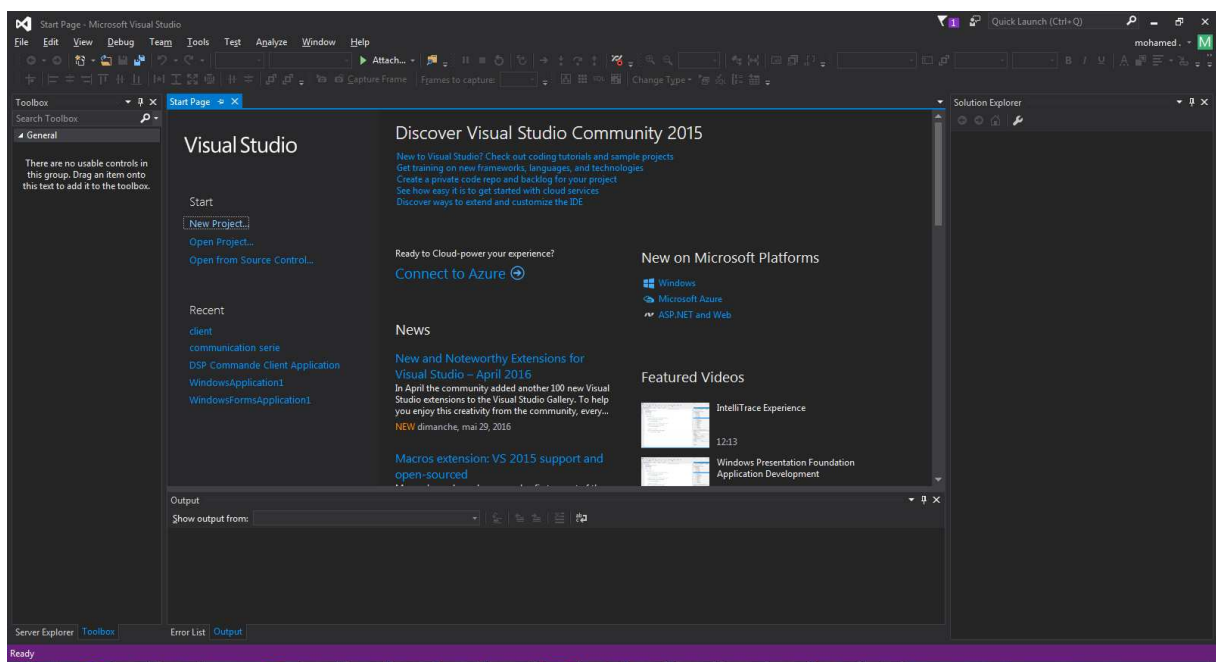 Start Page - Microsoft Visual Studio
1
Quick Launch (Ctrl+Q)
File Edit View Debug Team Tools Test Analyze Window Help
mohamed .
M
Attach...
Capture Frame
Frames to capture:
Change Type
Toolbox
Search Toolbox
General
There are no usable controls in
this group. Drag an item onto
this text to add it to the toolbox.
Server Explorer
Toolbox
Start Page
Visual Studio
Start
New Project...
Open Project...
Open from Source Control...
Recent
client
communication serie
DSP Commande Client Application
WindowsApplication1
WindowsFormsApplication1
Discover Visual Studio Community 2015
New to Visual Studio? Check out coding tutorials and sample projects
Get training on new frameworks, languages, and technologies
Create a private code repo and backlog for your project
See how easy it is to get started with cloud services
Discover ways to extend and customize the IDE
Ready to Cloud-power your experience?
Connect to Azure
News
New and Noteworthy Extensions for
Visual Studio – April 2016
In April the community added another 100 new Visual
Studio extensions to the Visual Studio Gallery. To help
you enjoy this creativity from the community, every...
NEW dimanche, mai 29, 2016
Macros extension: VS 2015 support and
open-sourced
New on Microsoft Platforms
Windows
Microsoft Azure
ASP.NET and Web
Featured Videos
IntelliTrace Experience
12:13
Windows Presentation Foundation
Application Development
Output
Show output from:
Error List
Output
Solution Explorer
Ready